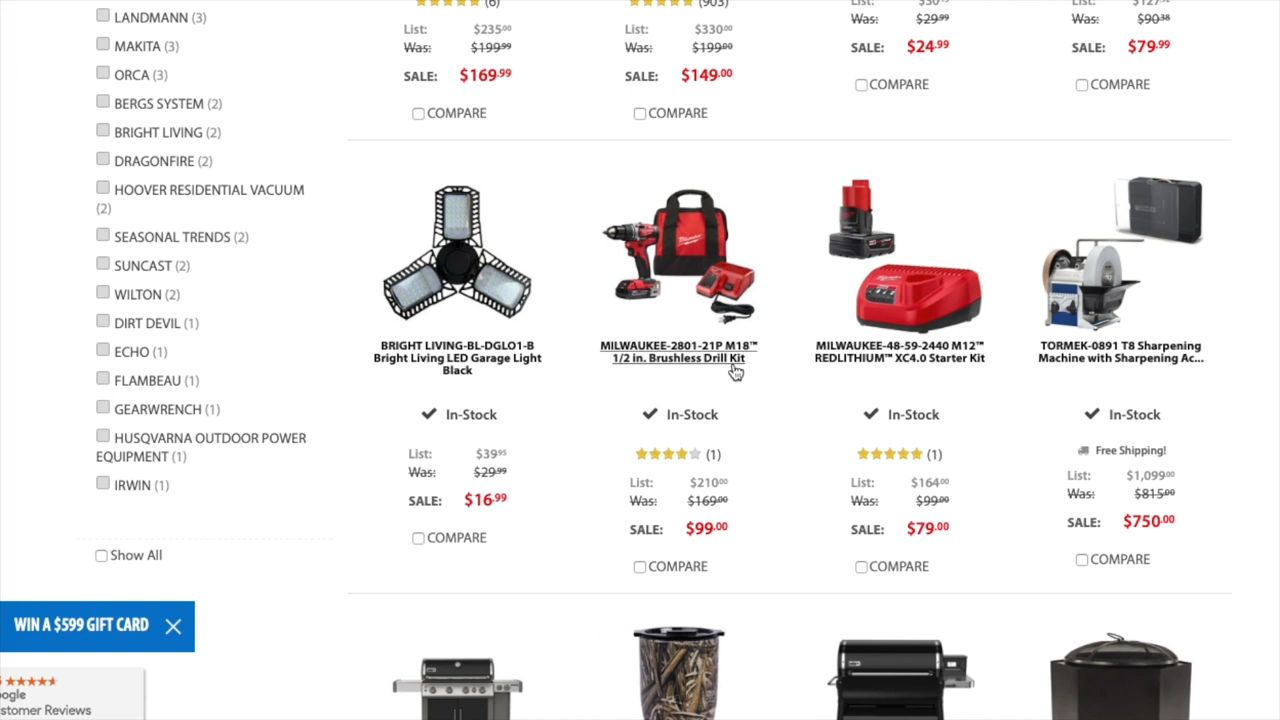 LANDMANN (3)
MAKITA (3)
ORCA (3)
BERGS SYSTEM (2)
BRIGHT LIVING (2)
DRAGONFIRE (2)
HOOVER RESIDENTIAL VACUUM
(2)
SEASONAL TRENDS (2)
SUNCAST (2)
WILTON (2)
DIRT DEVIL (1)
ECHO (1)
FLAMBEAU (1)
GEARWRENCH (1)
HUSQVARNA OUTDOOR POWER
EQUIPMENT (1)
IRWIN (1)
Show All
WIN A $599 GIFT CARD
ogle
stomer Reviews
(6)
List: $235.00
Was: $199.99
SALE: $169.99
COMPARE
(903)
List: $330.00
Was: $199.00
SALE: $149.00
COMPARE
List:
Was: $29.99
SALE: $24.99
COMPARE
List:
Was: $90.38
SALE: $79.99
COMPARE
BRIGHT LIVING-BL-DGLO1-B
Bright Living LED Garage Light
Black
In-Stock
List: $39.95
Was: $29.99
SALE: $16.99
COMPARE
Milwaukee
MILWAUKEE-2801-21P M18™
1/2 in. Brushless Drill Kit
In-Stock
(1)
List: $210.00
Was: $169.00
SALE: $99.00
COMPARE
MILWAUKEE-48-59-2440 M12™
REDLITHIUM™ XC4.0 Starter Kit
In-Stock
(1)
List: $164.00
Was: $99.00
SALE: $79.00
COMPARE
TORMEK-0891 T8 Sharpening
Machine with Sharpening Ac...
In-Stock
Free Shipping!
List: $1,099.00
Was: $815.00
SALE: $750.00
COMPARE